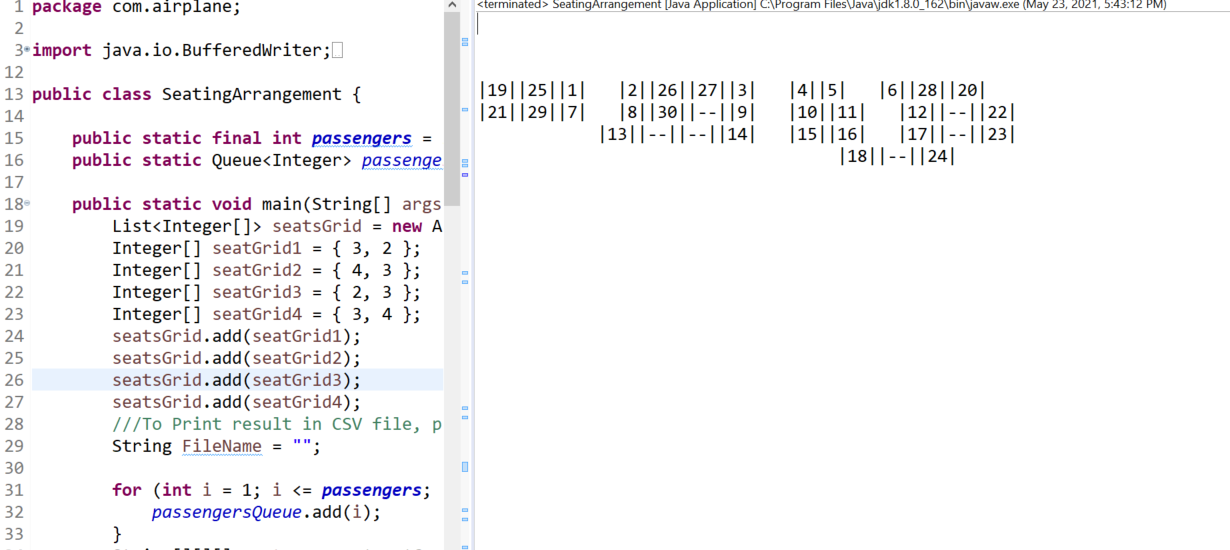 1 package com.airplane;
2
3 import java.io.BufferedWriter;
12
13 public class SeatingArrangement {
14
15 public static final int passengers =
16 public static Queue<Integer> passenge
17
18 public static void main(String[] args
19 List<Integer[]> seatsGrid = new A
20 Integer[] seatGrid1 = { 3, 2 };
21 Integer[] seatGrid2 = { 4, 3 };
22 Integer[] seatGrid3 = { 2, 3 };
23 Integer[] seatGrid4 = { 3, 4 };
24 seatsGrid.add(seatGrid1);
25 seatsGrid.add(seatGrid2);
26 seatsGrid.add(seatGrid3);
27 seatsGrid.add(seatGrid4);
28 ///To Print result in CSV file, p
29 String FileName = "";
30
31 for (int i = 1; i <= passengers;
32 passengersQueue.add(i);
33 }
<terminated> SeatingArrangement [Java Application] C:\Program Files\Java\jdk1.8.0_162\bin\javaw.exe (May 23, 2021, 5:43:12 PM)
|19||25||1| |2||26||27||3| |4||5| |6||28||20|
|21||29||7| |8||30||--||9| |10||11| |12||--||22|
|13||--||--||14| |15||16| |17||--||23|
|18||--||24|